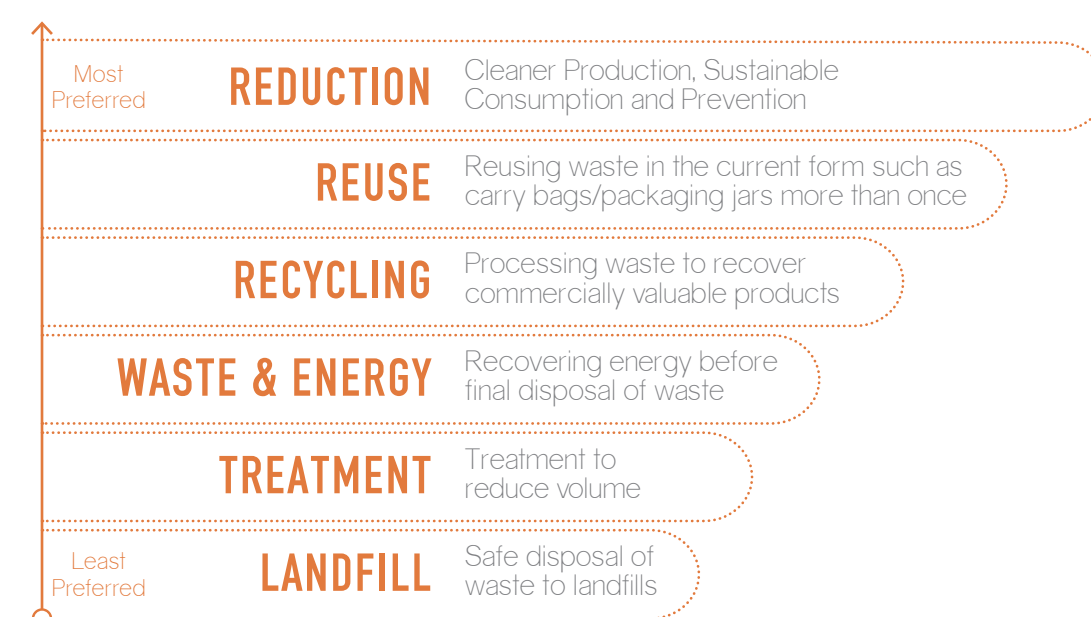 Most
Preferred
REDUCTION
Cleaner Production, Sustainable
Consumption and Prevention
REUSE
Reusing waste in the current form such as
carry bags/packaging jars more than once
RECYCLING
Processing waste to recover
commercially valuable products
WASTE & ENERGY
Recovering energy before
final disposal of waste
TREATMENT
Treatment to
reduce volume
Least
Preferred
LANDFILL
Safe disposal of
waste to landfills